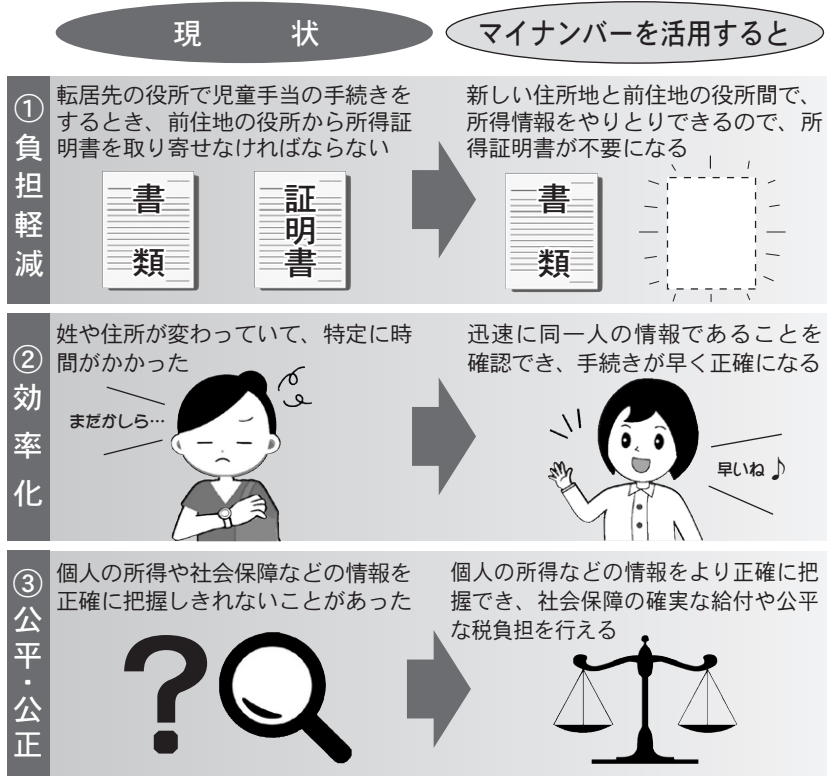 現 状
マイナンバーを活用すると
①負担軽減
転居先の役所で児童手当の手続きを
するとき、前住地の役所から所得証
明書を取り寄せなければならない
書類
証明書
新しい住所地と前住地の役所間で、
所得情報をやりとりできるので、所
得証明書が不要になる
書類
②効率化
姓や住所が変わっていて、特定に時
間がかかった
まだかしら…
迅速に同一人の情報であることを
確認でき、手続きが早く正確になる
早いね♪
③公平・公正
個人の所得や社会保障などの情報を
正確に把握しきれないことがあった
?
個人の所得などの情報をより正確に把
握でき、社会保障の確実な給付や公平
な税負担を行える